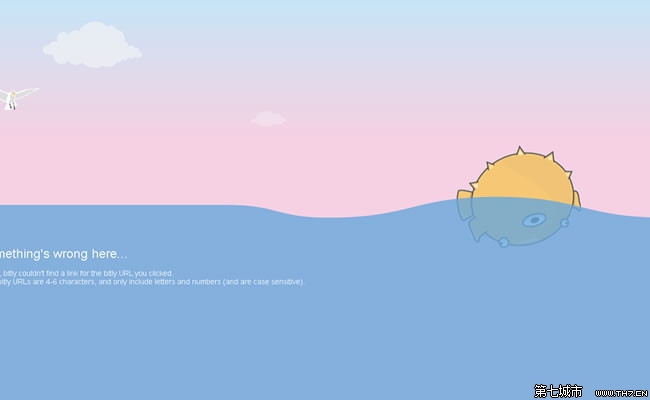 mething's wrong here...
, bitly couldn't find a link for the bitly URL you clicked.
itly URLs are 4-6 characters, and only include letters and numbers (and are case sensitive).
第七城市 WWW.TH7.CN